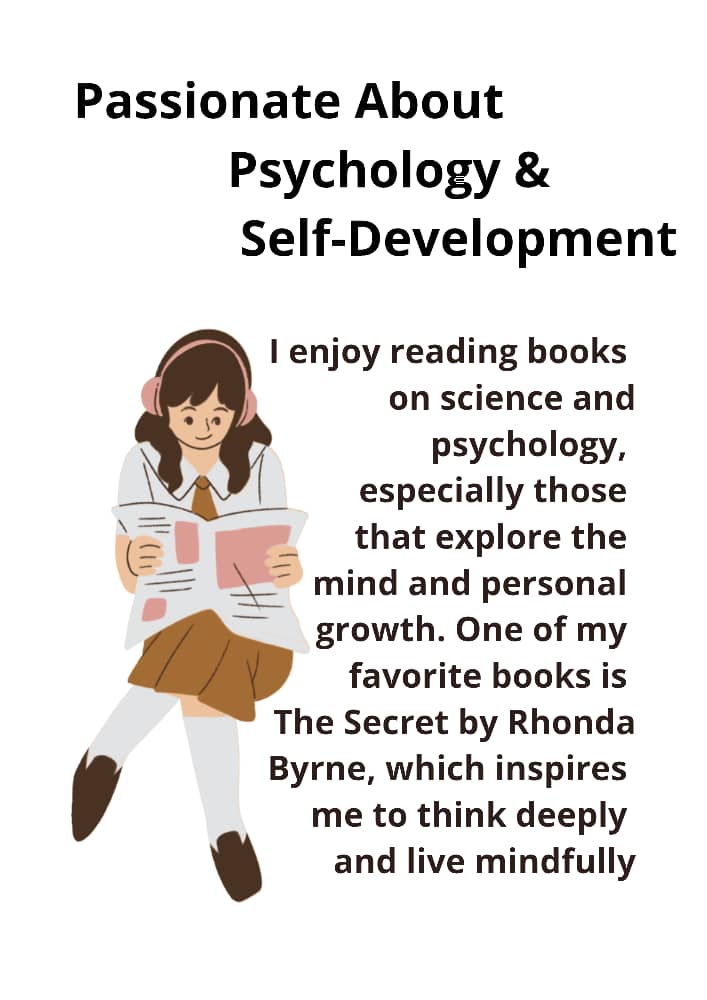 Passionate About
Psychology &
Self-Development
I enjoy reading books
on science and
psychology,
especially those
that explore the
mind and personal
growth. One of my
favorite books is
The Secret by Rhonda
Byrne, which inspires
me to think deeply
and live mindfully